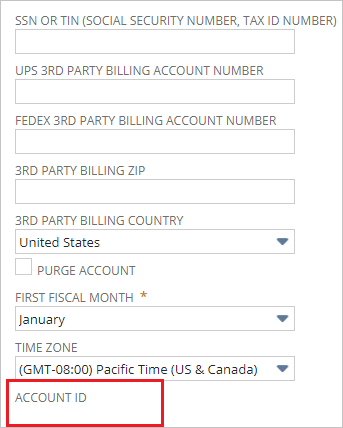 SSN OR TIN (SOCIAL SECURITY NUMBER, TAX ID NUMBER)
UPS 3RD PARTY BILLING ACCOUNT NUMBER
FEDEX 3RD PARTY BILLING ACCOUNT NUMBER
3RD PARTY BILLING ZIP
3RD PARTY BILLING COUNTRY
United States
PURGE ACCOUNT
FIRST FISCAL MONTH *
January
TIME ZONE
(GMT-08:00) Pacific Time (US & Canada)
ACCOUNT ID